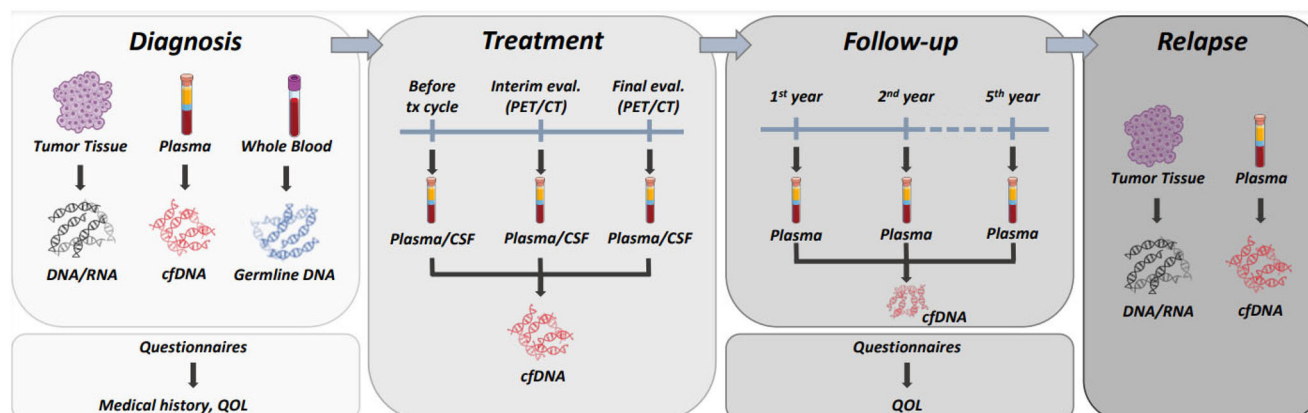 Diagnosis
Tumor Tissue
Plasma
Whole Blood
DNA/RNA
cfDNA
Germline DNA
Questionnaires
Medical history, QOL
Treatment
Before
tx cycle
Interim eval.
(PET/CT)
Final eval.
(PET/CT)
Plasma/CSF
Plasma/CSF
Plasma/CSF
cfDNA
Follow-up
1st year
2nd year
5th year
Plasma
Plasma
Plasma
cfDNA
Questionnaires
QOL
Relapse
Tumor Tissue
Plasma
DNA/RNA
cfDNA